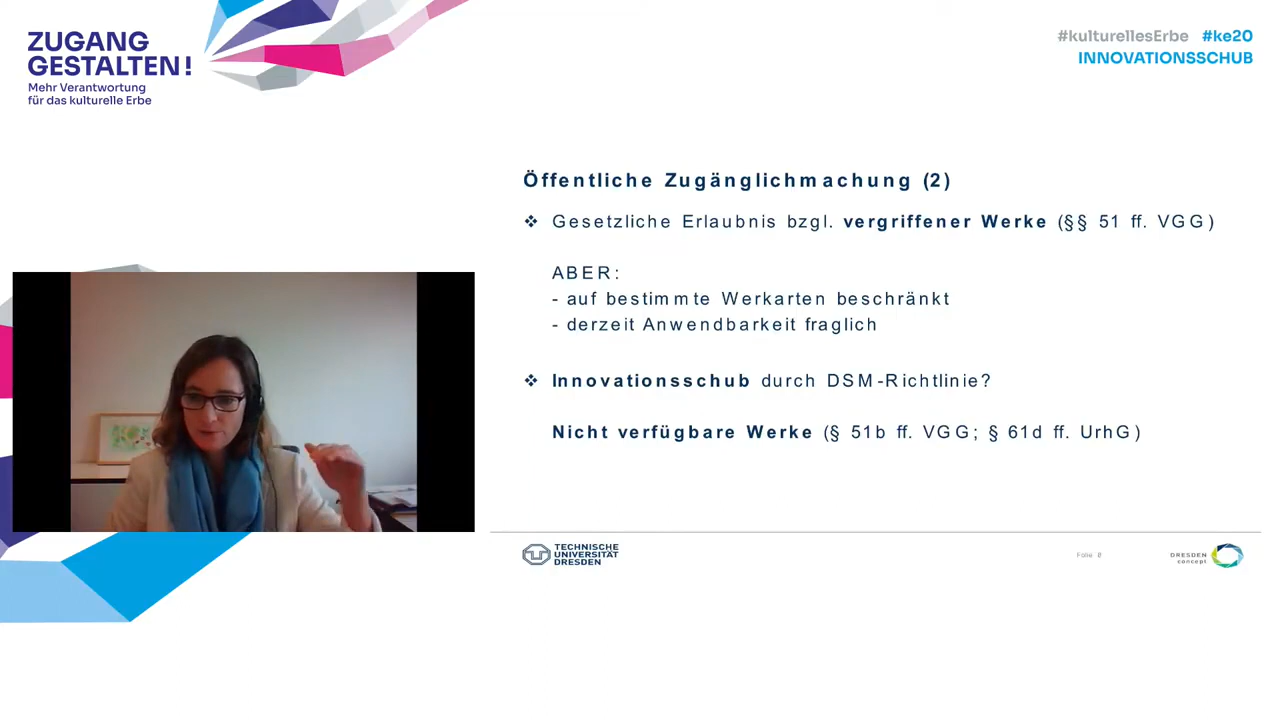 ZUGANG
GESTALTEN!
Mehr Verantwortung
für das kulturelle Erbe
#kulturellesErbe #ke20
INNOVATIONSSCHUB
Öffentliche Zugänglichmachung (2)
❖ Gesetzliche Erlaubnis bzgl. vergriffener Werke (§§ 51 ff. VGG)
ABER:
- auf bestimmte Werkarten beschränkt
- derzeit Anwendbarkeit fraglich
❖ Innovationsschub durch DSM-Richtlinie?
Nicht verfügbare Werke (§ 51b ff. VGG; § 61d ff. UrhG)
TECHNISCHE
UNIVERSITÄT
DRESDEN
Folie 8
DRESDEN
concept